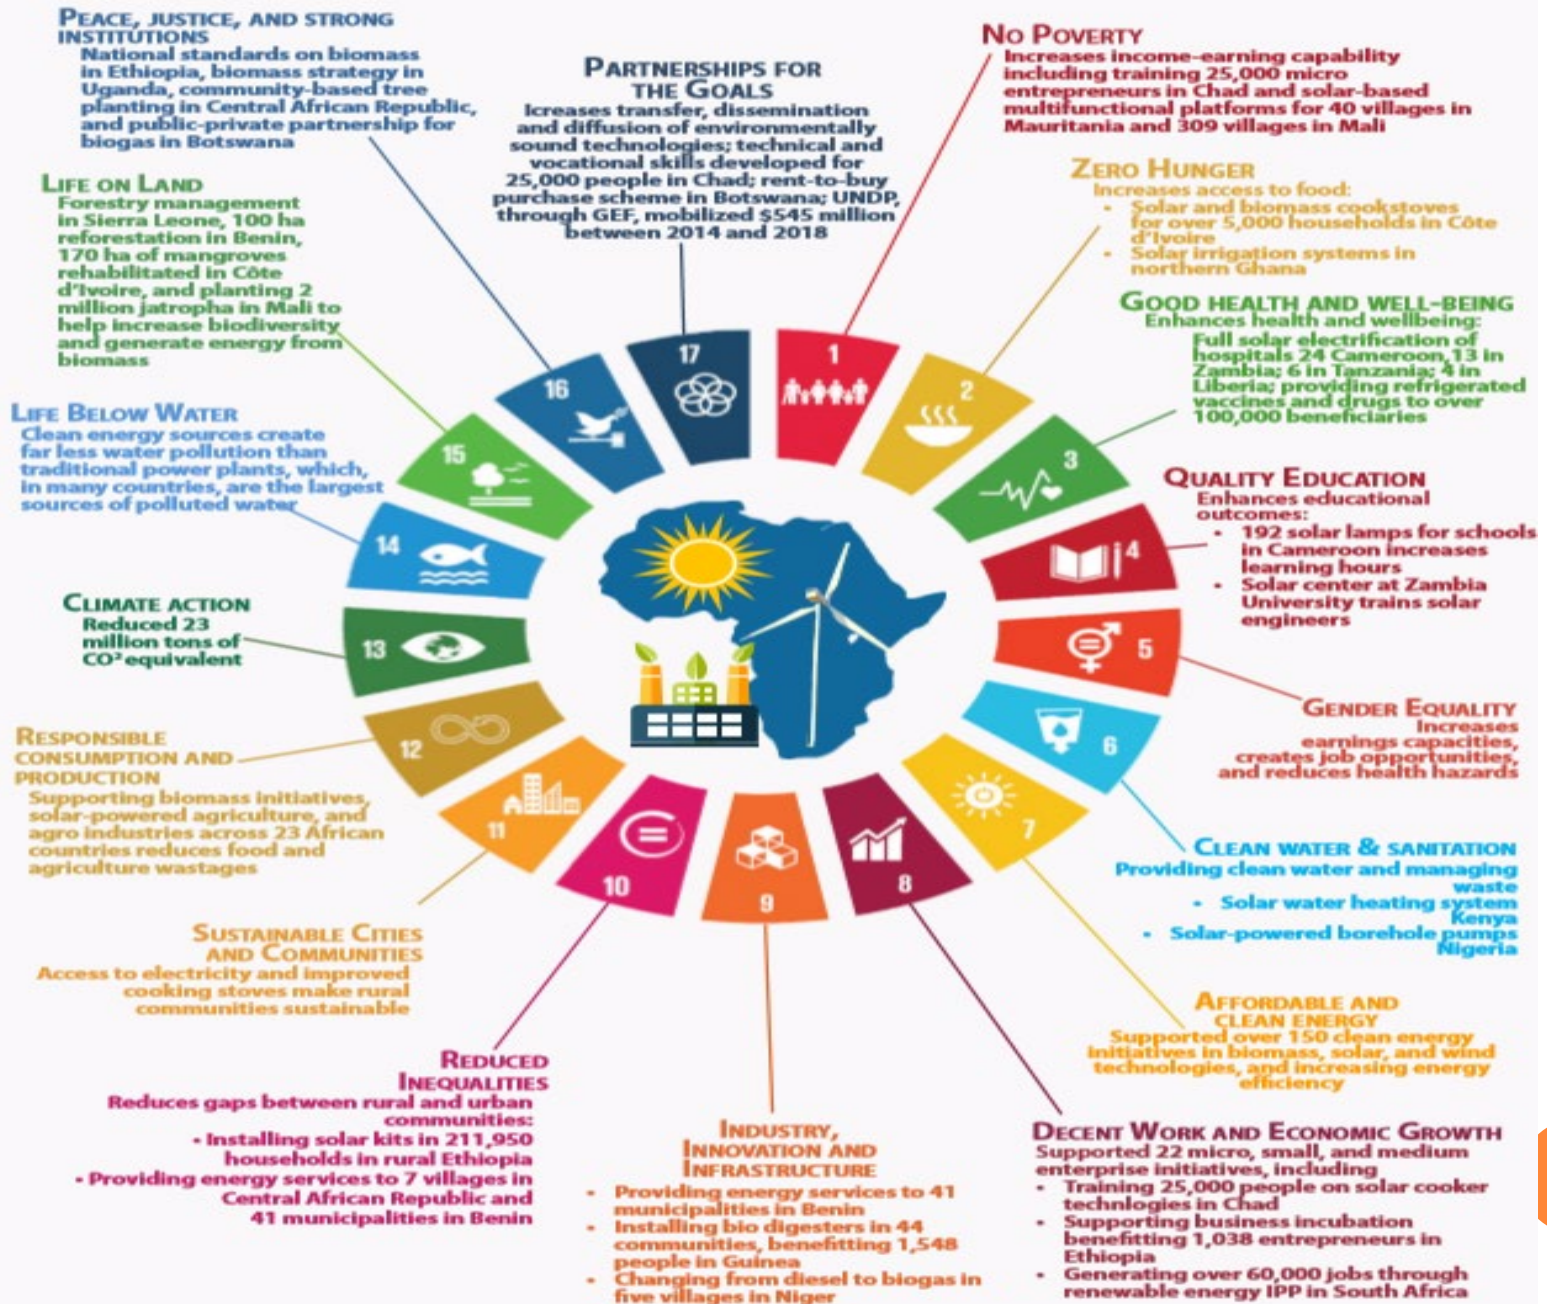 PEACE, JUSTICE, AND STRONG
INSTITUTIONS
National standards on biomass
in Ethiopia, biomass strategy in
Uganda, community-based tree
planting in Central African Republic,
and public-private partnership for
biogas in Botswana
PARTNERSHIPS FOR
THE GOALS
Icreases transfer, dissemination
and diffusion of environmentally
sound technologies; technical and
vocational skills developed for
25,000 people in Chad; rent-to-buy
purchase scheme in Botswana; UNDP,
through GEF, mobilized $545 million
between 2014 and 2018
NO POVERTY
Increases income-earning capability
including training 25,000 micro
entrepreneurs in Chad and solar-based
multifunctional platforms for 40 villages in
Mauritania and 309 villages in Mali
ZERO HUNGER
Increases access to food:
• Solar and biomass cookstoves
for over 5,000 households in Côte
d'Ivoire
• Solar irrigation systems in
northern Ghana
GOOD HEALTH AND WELL-BEING
Enhances health and wellbeing:
Full solar electrification of
hospitals 24 Cameroon,13 in
Zambia; 6 in Tanzania; 4 in
Liberia; providing refrigerated
vaccines and drugs to over
100,000 beneficiaries
QUALITY EDUCATION
Enhances educational
outcomes:
• 192 solar lamps for schools
in Cameroon increases
learning hours
• Solar center at Zambia
University trains solar
engineers
GENDER EQUALITY
Increases
earnings capacities,
creates job opportunities,
and reduces health hazards
CLEAN WATER & SANITATION
Providing clean water and managing
waste
• Solar water heating system
Kenya
• Solar-powered borehole pumps
Nigeria
AFFORDABLE AND
CLEAN ENERGY
Supported over 150 clean energy
initiatives in biomass, solar, and wind
technologies, and increasing energy
efficiency
DECENT WORK AND ECONOMIC GROWTH
Supported 22 micro, small, and medium
enterprise initiatives, including
• Training 25,000 people on solar cooker
technlogies in Chad
• Supporting business incubation
benefitting 1,038 entrepreneurs in
Ethiopia
• Generating over 60,000 jobs through
renewable energy IPP in South Africa
INDUSTRY,
INNOVATION AND
INFRASTRUCTURE
• Providing energy services to 41
municipalities in Benin
• Installing bio digesters in 44
communities, benefitting 1,548
people in Guinea
• Changing from diesel to biogas in
five villages in Niger
REDUCED
INEQUALITIES
Reduces gaps between rural and urban
communities:
• Installing solar kits in 211,950
households in rural Ethiopia
• Providing energy services to 7 villages in
Central African Republic and
41 municipalities in Benin
SUSTAINABLE CITIES
AND COMMUNITIES
Access to electricity and improved
cooking stoves make rural
communities sustainable
RESPONSIBLE
CONSUMPTION AND
PRODUCTION
Supporting biomass initiatives,
solar-powered agriculture, and
agro industries across 23 African
countries reduces food and
agriculture wastages
CLIMATE ACTION
Reduced 23
million tons of
CO² equivalent
LIFE BELOW WATER
Clean energy sources create
far less water pollution than
traditional power plants, which,
in many countries, are the largest
sources of polluted water
LIFE ON LAND
Forestry management
in Sierra Leone, 100 ha
reforestation in Benin,
170 ha of mangroves
rehabilitated in Côte
d'Ivoire, and planting 2
million jatropha in Mali to
help increase biodiversity
and generate energy from
biomass
1
2
3
4
5
6
7
8
9
10
11
12
13
14
15
16
17